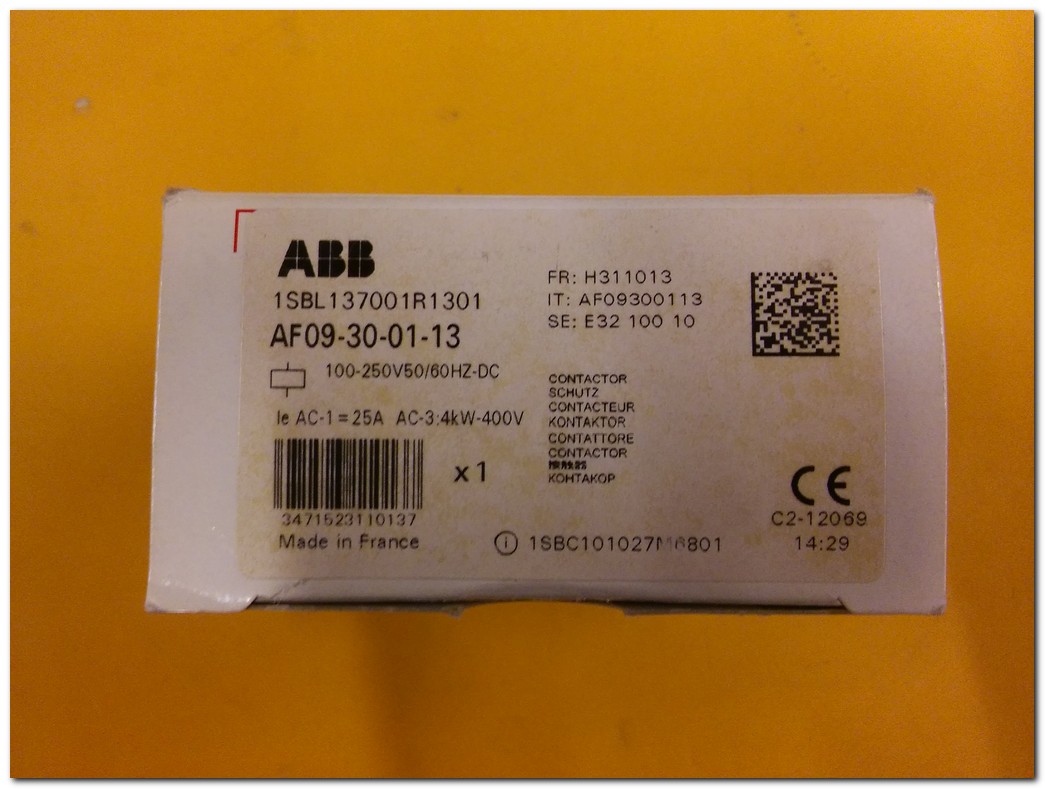 ABB
1SBL137001R1301
AF09-30-01-13
100-250V50/60HZ-DC
Ie AC-1=25A AC-3:4kW-400V
x1
3471523110137
Made in France
FR: H311013
IT: AF09300113
SE: E32 100 10
CONTACTOR
SCHUTZ
CONTACTEUR
KONTAKTOR
CONTATTORE
CONTACTOR
КОНТАКОР
i
CE
C2-12069
14:29